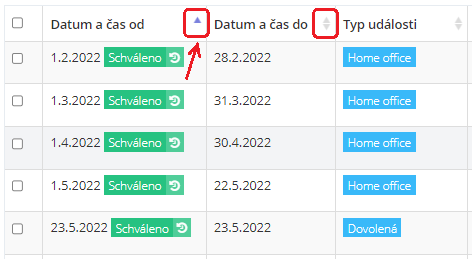 Datum a čas od Datum a čas do Typ události
1.2.2022 Schváleno 28.2.2022 Home office
1.3.2022 Schváleno 31.3.2022 Home office
1.4.2022 Schváleno 30.4.2022 Home office
1.5.2022 Schváleno 22.5.2022 Home office
23.5.2022 Schváleno 23.5.2022 Dovolená